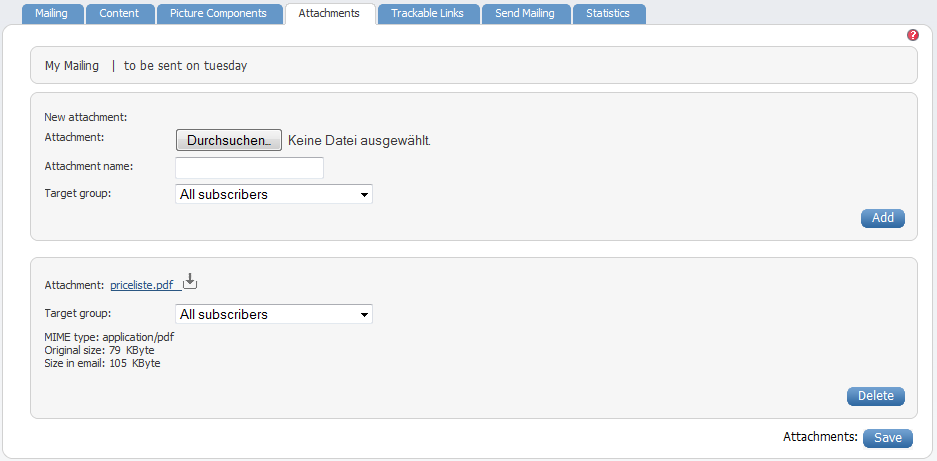 Mailing Content Picture Components Attachments Trackable Links Send Mailing Statistics
?
My Mailing | to be sent on tuesday
New attachment:
Attachment: Durchsuchen... Keine Datei ausgewählt.
Attachment name:
Target group: All subscribers
Add
Attachment: priceliste.pdf
Target group: All subscribers
MIME type: application/pdf
Original size: 79 KByte
Size in email: 105 KByte
Delete
Attachments: Save